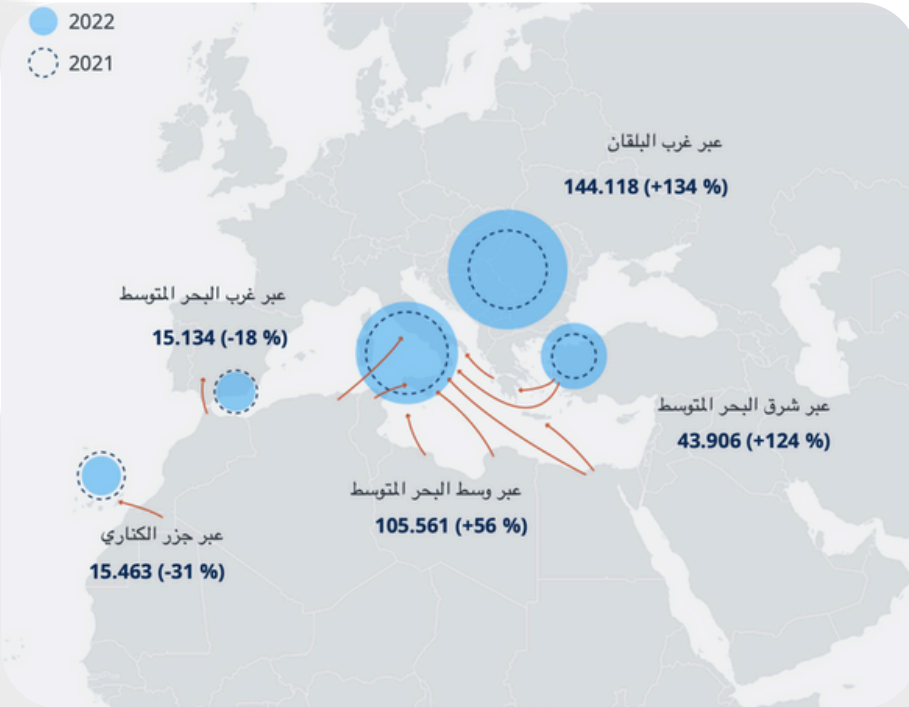 2022
2021
عبر غرب البلقان
144.118 (+134 %)
عبر غرب البحر المتوسط
15.134 (-18 %)
عبر شرق البحر المتوسط
43.906 (+124 %)
عبر وسط البحر المتوسط
105.561 (+56 %)
عبر جزر الكناري
15.463 (-31 %)